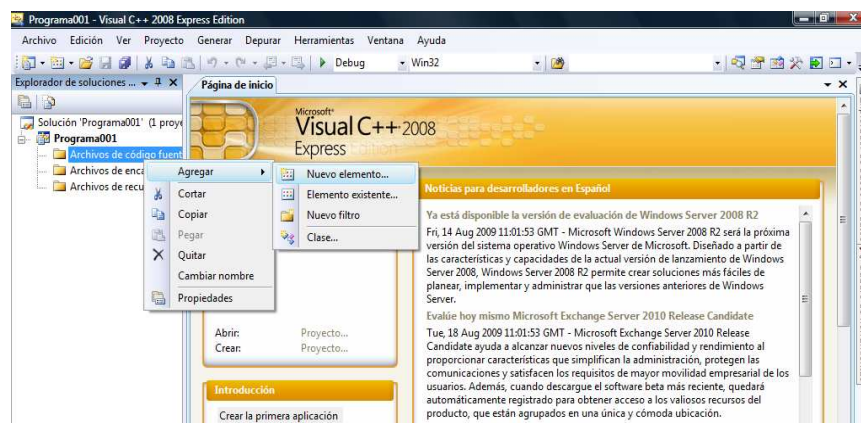 Programa001 - Visual C++ 2008 Express Edition
Archivo Edición Ver Proyecto Generar Depurar Herramientas Ventana Ayuda
Debug Win32
Explorador de soluciones ...
Página de inicio
Solución 'Programa001' (1 proye
Programa001
Archivos de código fuent
Archivos de enca
Archivos de recu
Microsoft
Visual C++ 2008
Express Edition
Agregar
Cortar
Copiar
Pegar
Quitar
Cambiar nombre
Propiedades
Nuevo elemento...
Elemento existente...
Nuevo filtro
Clase...
Abrir: Proyecto...
Crear: Proyecto...
Introducción
Crear la primera aplicación
Noticias para desarrolladores en Español
Ya está disponible la versión de evaluación de Windows Server 2008 R2
Fri, 14 Aug 2009 11:01:53 GMT - Microsoft Windows Server 2008 R2 será la próxima
versión del sistema operativo Windows Server de Microsoft. Diseñado a partir de
las características y capacidades de la actual versión de lanzamiento de Windows
Server 2008, Windows Server 2008 R2 permite crear soluciones más fáciles de
planear, implementar y administrar que las versiones anteriores de Windows
Server.
Evalúe hoy mismo Microsoft Exchange Server 2010 Release Candidate
Tue, 18 Aug 2009 11:01:53 GMT - Microsoft Exchange Server 2010 Release
Candidate ayuda a alcanzar nuevos niveles de confiabilidad y rendimiento al
proporcionar características que simplifican la administración, protegen las
comunicaciones y satisfacen los requisitos de mayor movilidad empresarial de los
usuarios. Además, cuando descargue el software beta más reciente, quedará
automáticamente registrado para obtener acceso a los valiosos recursos del
producto, que están agrupados en una única y cómoda ubicación.